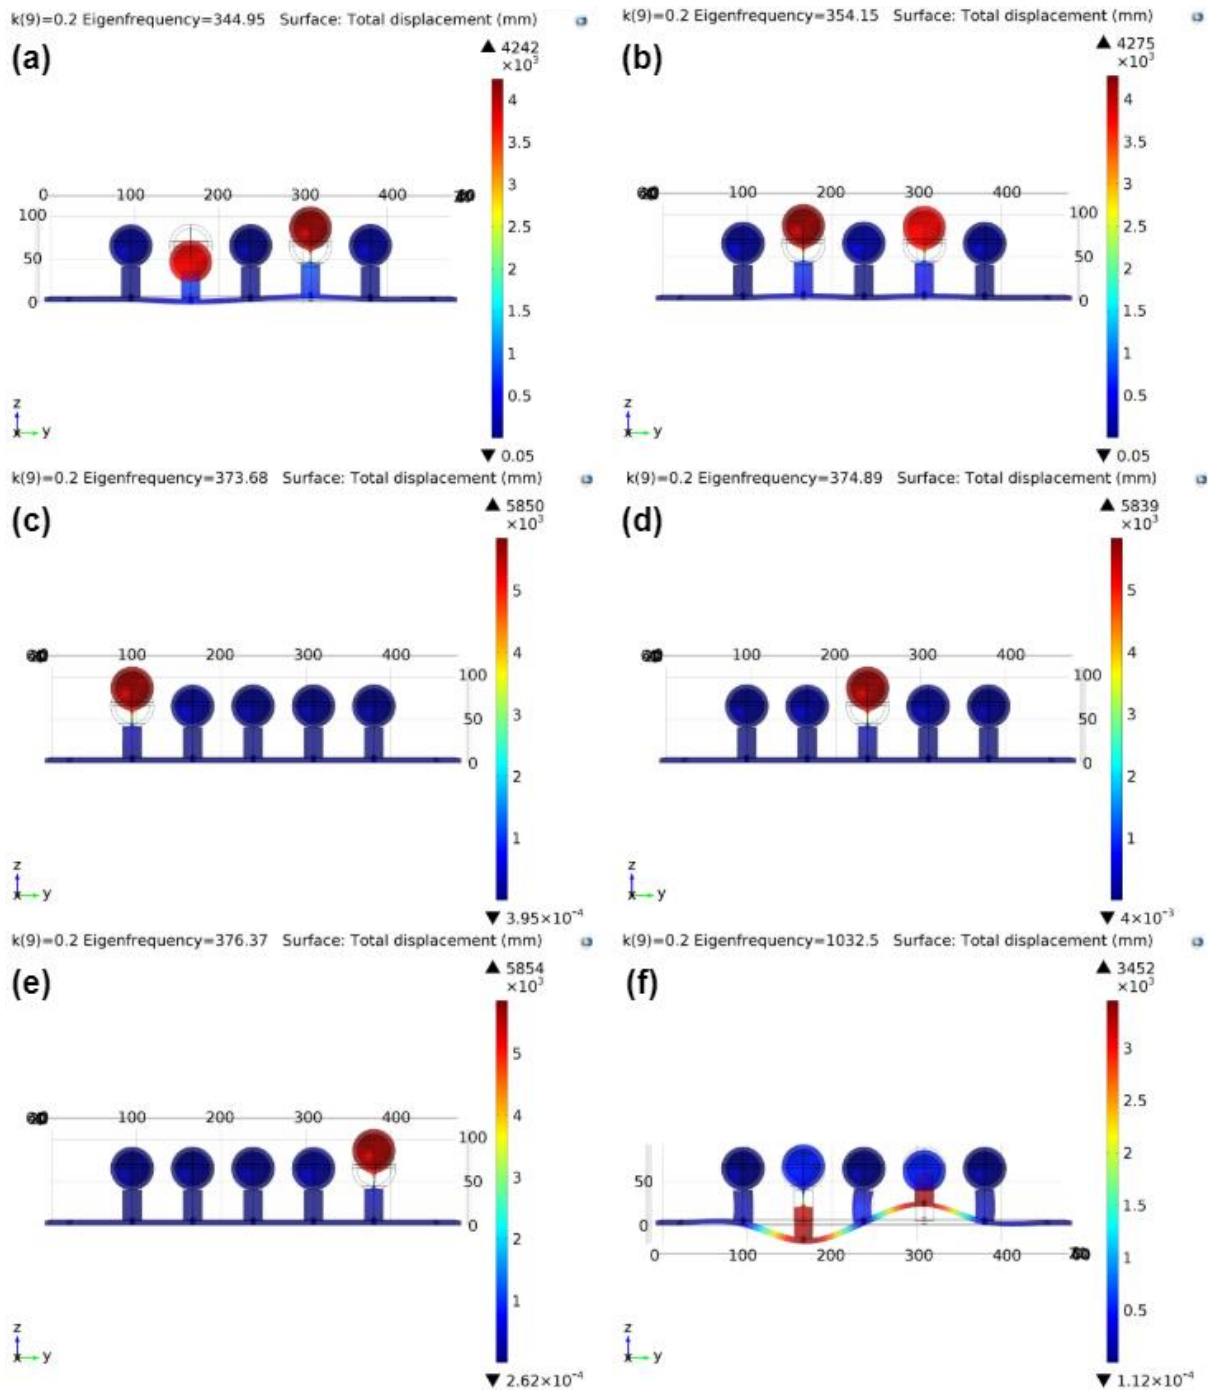 k(9)=0.2 Eigenfrequency=344.95 Surface: Total displacement (mm)
(a)
▲ 4242
×10³
4
3.5
3
2.5
2
1.5
1
0.5
▼ 0.05
0 100 200 300 400
100
50
0
z
x y
k(9)=0.2 Eigenfrequency=354.15 Surface: Total displacement (mm)
(b)
▲ 4275
×10³
4
3.5
3
2.5
2
1.5
1
0.5
▼ 0.05
100 200 300 400
100
50
0
z
x y
k(9)=0.2 Eigenfrequency=373.68 Surface: Total displacement (mm)
(c)
▲ 5850
×10³
5
4
3
2
1
▼ 3.95×10⁻⁴
100 200 300 400
100
50
0
z
x y
k(9)=0.2 Eigenfrequency=374.89 Surface: Total displacement (mm)
(d)
▲ 5839
×10³
5
4
3
2
1
▼ 4×10⁻³
100 200 300 400
100
50
0
z
x y
k(9)=0.2 Eigenfrequency=376.37 Surface: Total displacement (mm)
(e)
▲ 5854
×10³
5
4
3
2
1
▼ 2.62×10⁻⁴
100 200 300 400
100
50
0
z
x y
k(9)=0.2 Eigenfrequency=1032.5 Surface: Total displacement (mm)
(f)
▲ 3452
×10³
3
2.5
2
1.5
1
0.5
▼ 1.12×10⁻⁴
50
0
0 100 200 300 400
z
x y